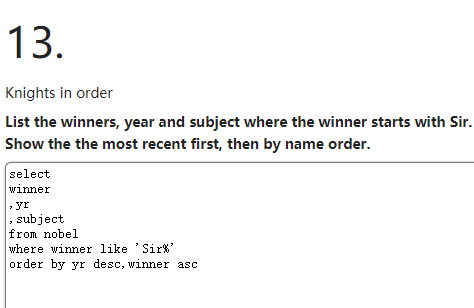 13.
Knights in order
List the winners, year and subject where the winner starts with Sir.
Show the the most recent first, then by name order.
select
winner
,yr
,subject
from nobel
where winner like 'Sir%'
order by yr desc,winner asc